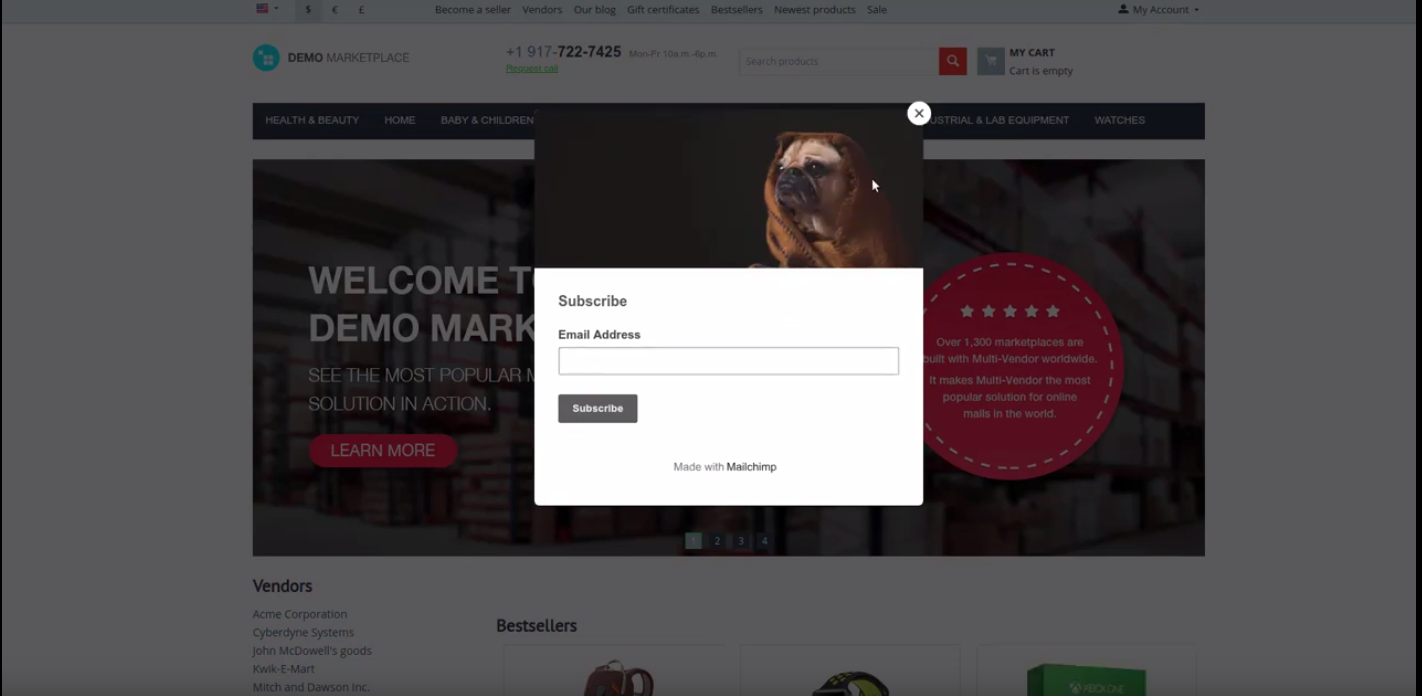 $ € £ Become a seller Vendors Our blog Gift certificates Bestsellers Newest products Sale My Account
DEMO MARKETPLACE
+1 917-722-7425 Mon-Fr 10a.m.-6p.m.
Request call
Search products
MY CART
Cart is empty
HEALTH & BEAUTY HOME BABY & CHILDREN USTRIAL & LAB EQUIPMENT WATCHES
WELCOME T
DEMO MARK
SEE THE MOST POPULAR M
SOLUTION IN ACTION.
LEARN MORE
Subscribe
Email Address
Subscribe
Made with Mailchimp
Over 1,300 marketplaces are
built with Multi-Vendor worldwide.
It makes Multi-Vendor the most
popular solution for online
malls in the world.
1 2 3 4
Vendors
Acme Corporation
Cyberdyne Systems
John McDowell's goods
Kwik-E-Mart
Mitch and Dawson Inc.
Bestsellers
XBOX ONE